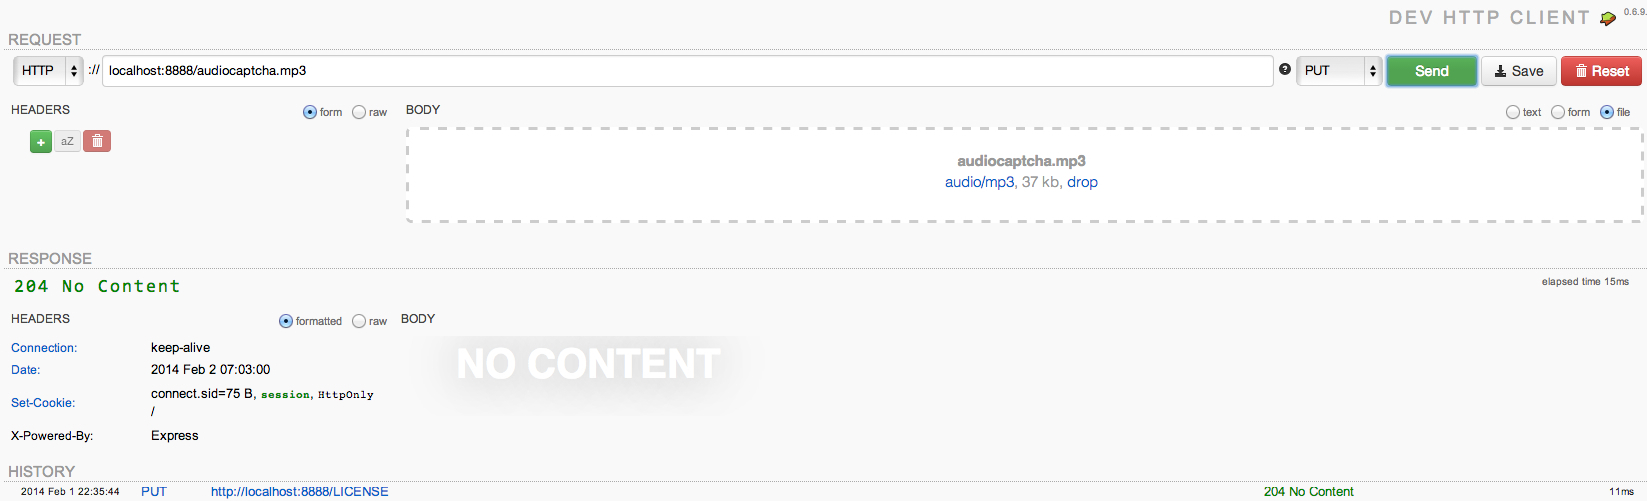 DEV HTTP CLIENT 0.6.9.
REQUEST
HTTP :// localhost:8888/audiocaptcha.mp3 ? PUT Send Save Reset
HEADERS form raw BODY text form file
+ aZ
audiocaptcha.mp3
audio/mp3, 37 kb, drop
RESPONSE
204 No Content elapsed time 15ms
HEADERS formatted raw BODY
Connection: keep-alive
NO CONTENT
Date: 2014 Feb 2 07:03:00
Set-Cookie: connect.sid=75 B, session, HttpOnly
/
X-Powered-By: Express
HISTORY
2014 Feb 1 22:35:44 PUT http://localhost:8888/LICENSE 204 No Content 11ms